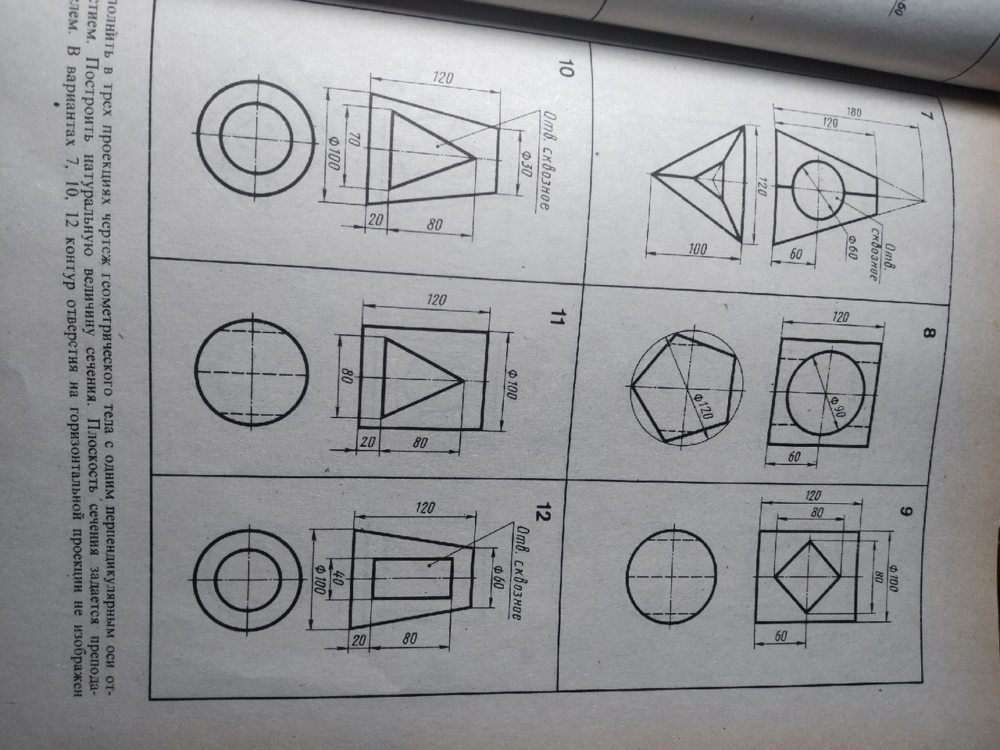 160
7
180
120
Отв.
сквозное
Ф60
60
120
100
8
120
Ф90
60
Ф120
9
120
80
Ф100
80
60
10
120
Отв. сквозное
Ф30
70
Ф100
20
80
11
120
Ф100
80
20
80
12
120
Отв. сквозное
Ф60
40
Ф100
20
80
полнить в трех проекциях чертеж геометрического тела с одним перпендикулярным оси от-
стием. Построить натуральную величину сечения. Плоскость сечения задается препода-
елем. В вариантах 7, 10, 12 контур отверстия на горизонтальной проекции не изображен